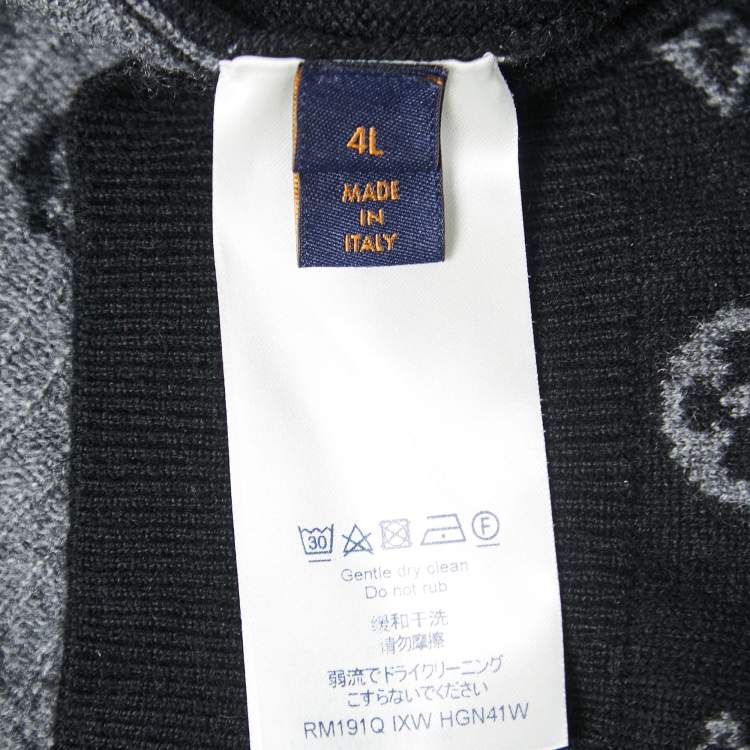 4L
MADE
IN
ITALY
30
F
Gentle dry clean
Do not rub
缓和干洗
请勿摩擦
弱流でドライクリーニング
こすらないでください
RM191Q IXW HGN41W